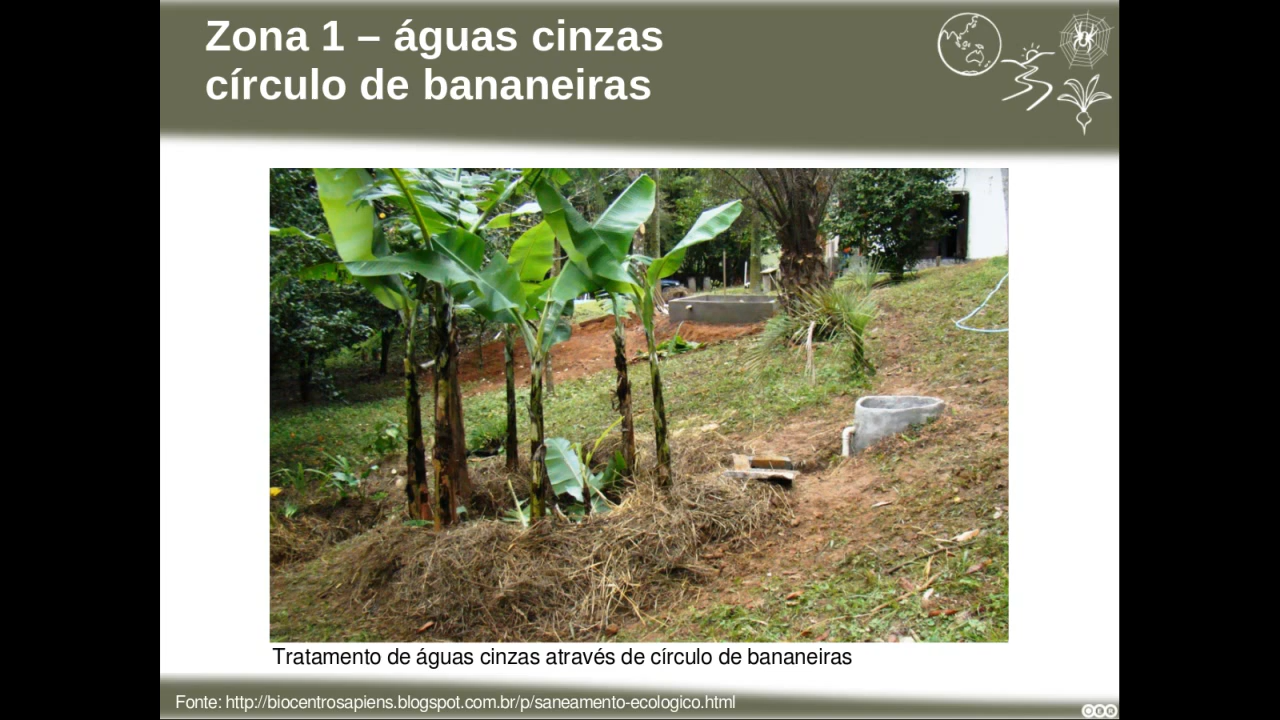 Zona 1 – águas cinzas
círculo de bananeiras
Tratamento de águas cinzas através de círculo de bananeiras
Fonte: http://biocentrosapiens.blogspot.com.br/p/saneamento-ecologico.html